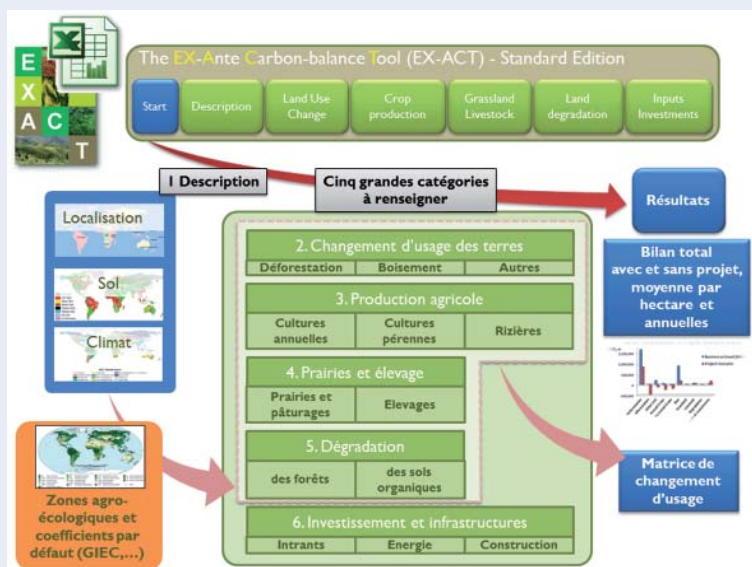 The EX-Ante Carbon-balance Tool (EX-ACT) - Standard Edition
E
X
A C
T
Start
Description
Land Use
Change
Crop
production
Grassland
Livestock
Land
degradation
Inputs
Investments
1 Description
Cinq grandes catégories
à renseigner
Résultats
Localisation
Sol
Climat
2. Changement d'usage des terres
Déforestation
Boisement
Autres
3. Production agricole
Cultures
annuelles
Cultures
pérennes
Rizières
4. Prairies et élevage
Prairies et
pâturages
Elevages
5. Dégradation
des forêts
des sols
organiques
6. Investissement et infrastructures
Intrants
Energie
Construction
Bilan total
avec et sans projet,
moyenne par
hectare et
annuelles
Matrice de
changement
d'usage
Zones agro-
écologiques et
coefficients par
défaut (GIEC,...)